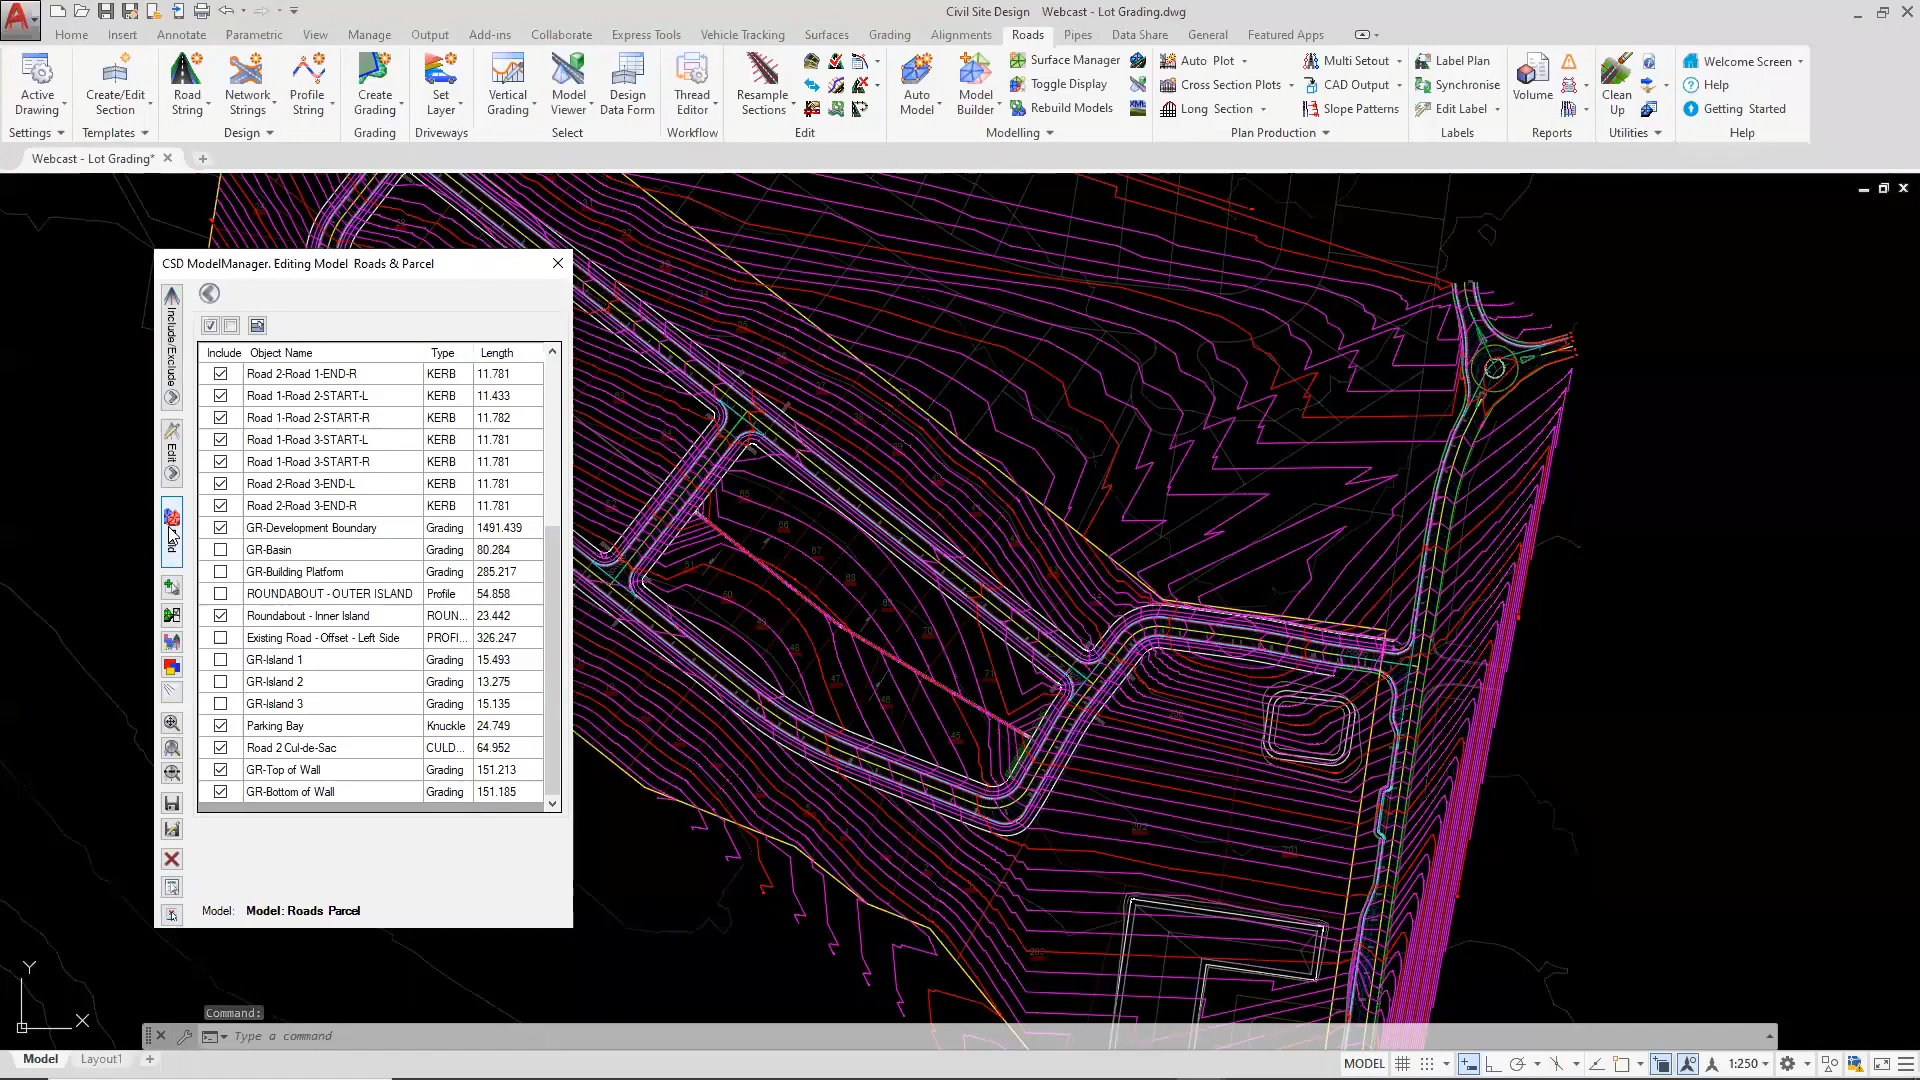 Civil Site Design Webcast - Lot Grading.dwg
Home Insert Annotate Parametric View Manage Output Add-ins Collaborate Express Tools Vehicle Tracking Surfaces Grading Alignments Roads Pipes Data Share General Featured Apps
Active Drawing
Create/Edit Section
Road String
Network Strings
Profile String
Create Grading
Set Layer
Vertical Grading
Model Viewer
Design Data Form
Thread Editor
Resample Sections
Auto Model
Model Builder
Surface Manager
Toggle Display
Rebuild Models
Auto Plot
Cross Section Plots
Long Section
Multi Setout
CAD Output
Slope Patterns
Label Plan
Synchronise
Edit Label
Volume
Clean Up
Welcome Screen
Help
Getting Started
Settings Templates Design Grading Driveways Select Workflow Edit Modelling Plan Production Labels Reports Utilities Help
Webcast - Lot Grading*
CSD ModelManager. Editing Model Roads & Parcel
Include/Exclude
Edit
Include Object Name Type Length
Road 2-Road 1-END-R KERB 11.781
Road 1-Road 2-START-L KERB 11.433
Road 1-Road 2-START-R KERB 11.782
Road 1-Road 3-START-L KERB 11.781
Road 1-Road 3-START-R KERB 11.781
Road 2-Road 3-END-L KERB 11.781
Road 2-Road 3-END-R KERB 11.781
GR-Development Boundary Grading 1491.439
GR-Basin Grading 80.284
GR-Building Platform Grading 285.217
ROUNDABOUT - OUTER ISLAND Profile 54.858
Roundabout - Inner Island ROUN... 23.442
Existing Road - Offset - Left Side PROFI... 326.247
GR-Island 1 Grading 15.493
GR-Island 2 Grading 13.275
GR-Island 3 Grading 15.135
Parking Bay Knuckle 24.749
Road 2 Cul-de-Sac CULD... 64.952
GR-Top of Wall Grading 151.213
GR-Bottom of Wall Grading 151.185
Model: Model: Roads Parcel
Y
X
Command:
Type a command
Model Layout1 +
MODEL 1:250